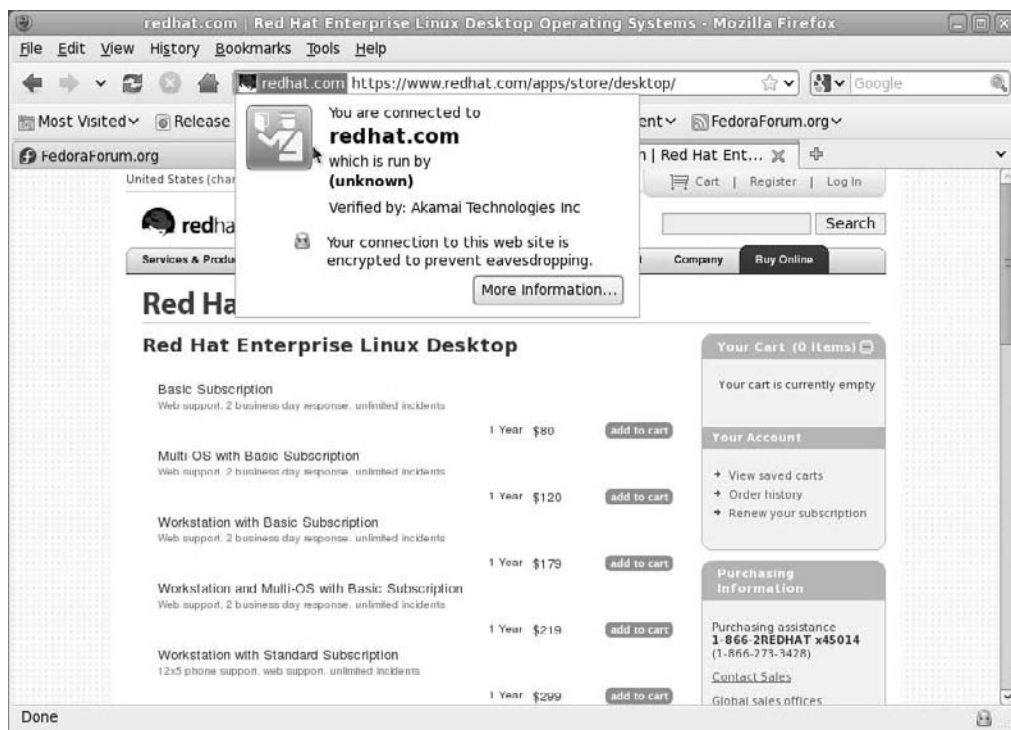 redhat.com | Red Hat Enterprise Linux Desktop Operating Systems - Mozilla Firefox
File Edit View History Bookmarks Tools Help
redhat.com https://www.redhat.com/apps/store/desktop/ Google
Most Visited Release ent FedoraForum.org
FedoraForum.org n | Red Hat Ent...
You are connected to
redhat.com
which is run by
(unknown)
Verified by: Akamai Technologies Inc
Your connection to this web site is
encrypted to prevent eavesdropping.
More Information...
United States (char Cart | Register | Log In
redha Search
Services & Produ t Company Buy Online
Red Ha
Red Hat Enterprise Linux Desktop
Basic Subscription
Web support, 2 business day response, unlimited incidents
1 Year $80 add to cart
Multi-OS with Basic Subscription
Web support, 2 business day response, unlimited incidents
1 Year $120 add to cart
Workstation with Basic Subscription
Web support, 2 business day response, unlimited incidents
1 Year $179 add to cart
Workstation and Multi-OS with Basic Subscription
Web support, 2 business day response, unlimited incidents
1 Year $219 add to cart
Workstation with Standard Subscription
12x5 phone support, web support, unlimited incidents
1 Year $299 add to cart
Your Cart (0 items)
Your cart is currently empty
Your Account
View saved carts
Order history
Renew your subscription
Purchasing
Information
Purchasing assistance
1-866-2REDHAT x45014
(1-866-273-3428)
Contact Sales
Global sales offices
Done